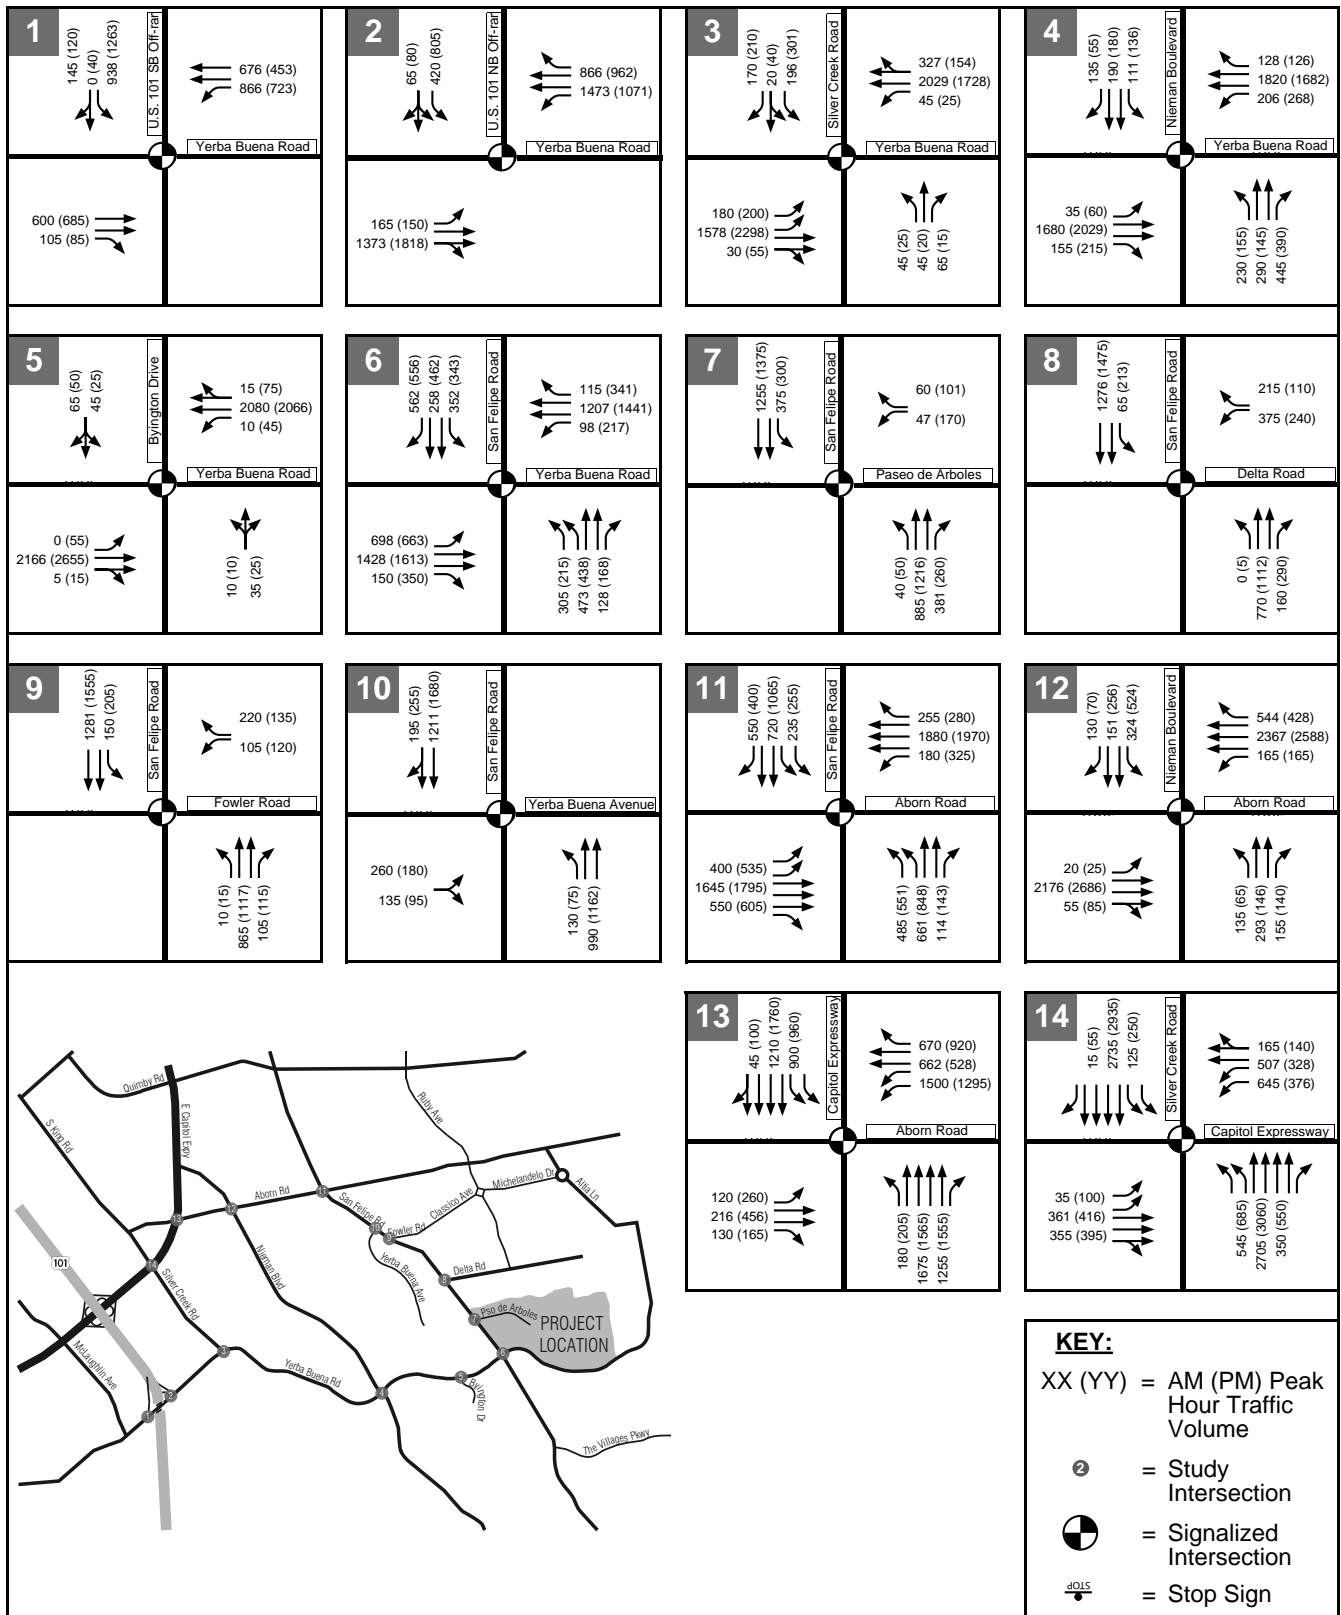 1
145 (120)
0 (40)
938 (1263)
U.S. 101 SB Off-ram
676 (453)
866 (723)
Yerba Buena Road
600 (685)
105 (85)
2
65 (80)
420 (805)
U.S. 101 NB Off-ram
866 (962)
1473 (1071)
Yerba Buena Road
165 (150)
1373 (1818)
3
170 (210)
20 (40)
196 (301)
Silver Creek Road
327 (154)
2029 (1728)
45 (25)
Yerba Buena Road
180 (200)
1578 (2298)
30 (55)
45 (25)
45 (20)
65 (15)
4
135 (55)
190 (180)
111 (136)
Nieman Boulevard
128 (126)
1820 (1682)
206 (268)
Yerba Buena Road
35 (60)
1680 (2029)
155 (215)
230 (155)
290 (145)
445 (390)
5
65 (50)
45 (25)
Byington Drive
15 (75)
2080 (2066)
10 (45)
Yerba Buena Road
0 (55)
2166 (2655)
5 (15)
10 (10)
35 (25)
6
562 (556)
258 (462)
352 (343)
San Felipe Road
115 (341)
1207 (1441)
98 (217)
Yerba Buena Road
698 (663)
1428 (1613)
150 (350)
305 (215)
473 (438)
128 (168)
7
1255 (1375)
375 (300)
San Felipe Road
60 (101)
47 (170)
Paseo de Arboles
40 (50)
885 (1216)
381 (260)
8
1276 (1475)
65 (213)
San Felipe Road
215 (110)
375 (240)
Delta Road
0 (5)
770 (1112)
160 (290)
9
1281 (1555)
150 (205)
San Felipe Road
220 (135)
105 (120)
Fowler Road
10 (15)
865 (1117)
105 (115)
10
195 (255)
1211 (1680)
San Felipe Road
Yerba Buena Avenue
260 (180)
135 (95)
130 (75)
990 (1162)
11
550 (400)
720 (1065)
235 (255)
San Felipe Road
255 (280)
1880 (1970)
180 (325)
Aborn Road
400 (535)
1645 (1795)
550 (605)
485 (551)
661 (848)
114 (143)
12
130 (70)
151 (256)
324 (524)
Nieman Boulevard
544 (428)
2367 (2588)
165 (165)
Aborn Road
20 (25)
2176 (2686)
55 (85)
135 (65)
293 (146)
155 (140)
13
45 (100)
1210 (1760)
900 (960)
Capitol Expressway
670 (920)
662 (528)
1500 (1295)
Aborn Road
120 (260)
216 (456)
130 (165)
180 (205)
1675 (1565)
1255 (1555)
14
15 (55)
2735 (2935)
125 (250)
Silver Creek Road
165 (140)
507 (328)
645 (376)
Capitol Expressway
35 (100)
361 (416)
355 (395)
545 (685)
2705 (3060)
350 (550)
Quimby Rd
E Capitol Expy
S King Rd
Ruby Ave
Aborn Rd
San Felipe Rd
Classico Ave
Michelandelo Dr
Altia Ln
Fowler Rd
Yerba Buena Ave
Nieman Blvd
Delta Rd
101
Silver Creek Rd
McLaughlin Ave
Yerba Buena Rd
Pso de Arboles
PROJECT
LOCATION
Byington Dr
The Villages Pkwy
1
2
3
4
5
6
7
8
9
10
11
12
13
14
KEY:
XX (YY) = AM (PM) Peak
Hour Traffic
Volume
2 = Study
Intersection
= Signalized
Intersection
STOP = Stop Sign